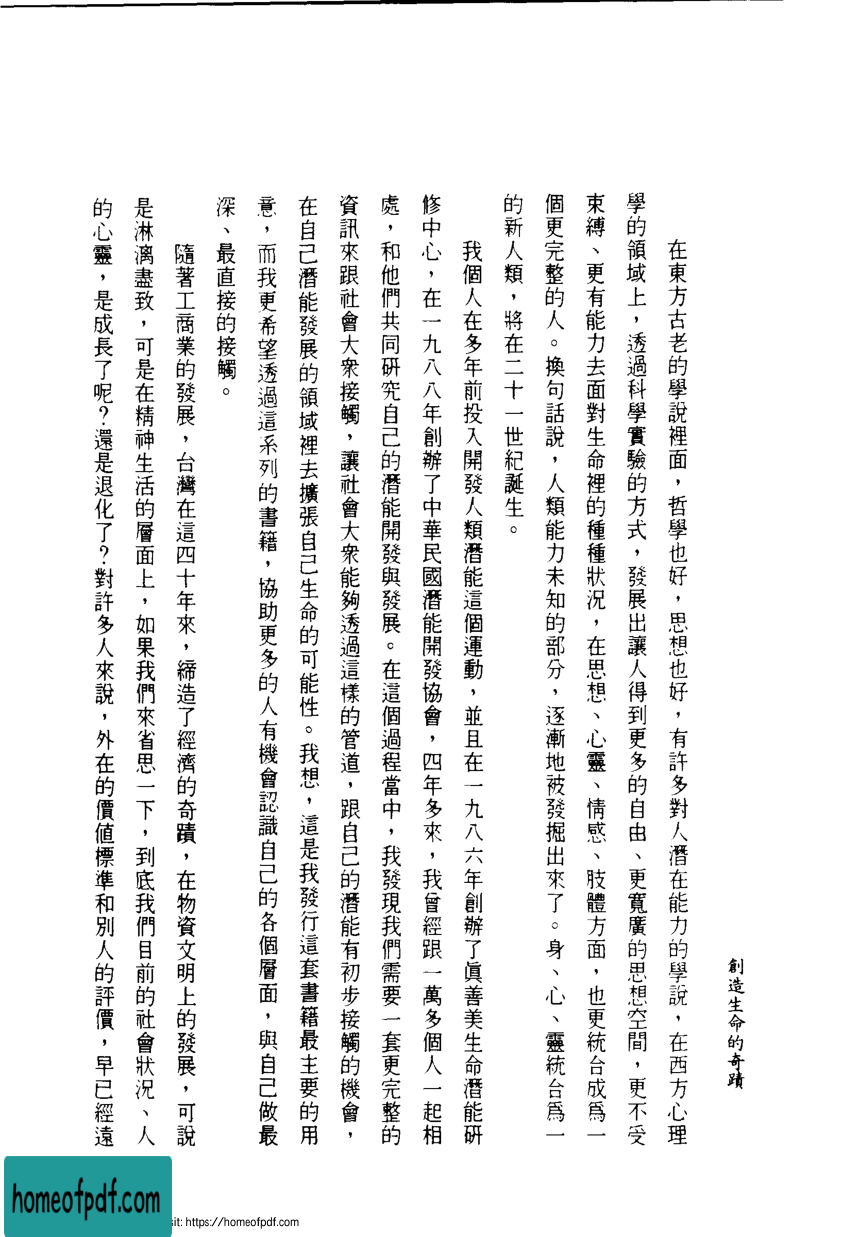 創造生命的奇蹟
在東方古老的學說裡面，哲學也好，思想也好，有許多對人潛在能力的學說，在西方心理
學的領域上，透過科學實驗的方式，發展出讓人得到更多的自由、更寬廣的思想空間，更不受
束縛、更有能力去面對生命裡的種種狀況，在思想、心靈、情感、肢體方面，也更統合成爲一
個更完整的人。換句話說，人類能力未知的部分，逐漸地被發掘出來了。身、心、靈統合爲一
的新人類，將在二十一世紀誕生。
我個人在多年前投入開發人類潛能這個運動，並且在一九八六年創辦了眞善美生命潛能研
修中心，在一九八八年創辦了中華民國潛能開發協會，四年多來，我曾經跟一萬多個人一起相
處，和他們共同研究自己的潛能開發與發展。在這個過程當中，我發現我們需要一套更完整的
資訊來跟社會大衆接觸，讓社會大衆能夠透過這樣的管道，跟自己的潛能有初步接觸的機會，
在自己潛能發展的領域裡去擴張自己生命的可能性。我想，這是我發行這套書籍最主要的用
意，而我更希望透過這系列的書籍，協助更多的人有機會認識自己的各個層面，與自己做最
深、最直接的接觸。
隨著工商業的發展，台灣在這四十年來，締造了經濟的奇蹟，在物資文明上的發展，可說
是淋漓盡致，可是在精神生活的層面上，如果我們來省思一下，到底我們目前的社會狀況、人
的心靈，是成長了呢？還是退化了？對許多人來說，外在的價値標準和別人的評價，早已經遠
homeofpdf.com
sit: https://homeofpdf.com